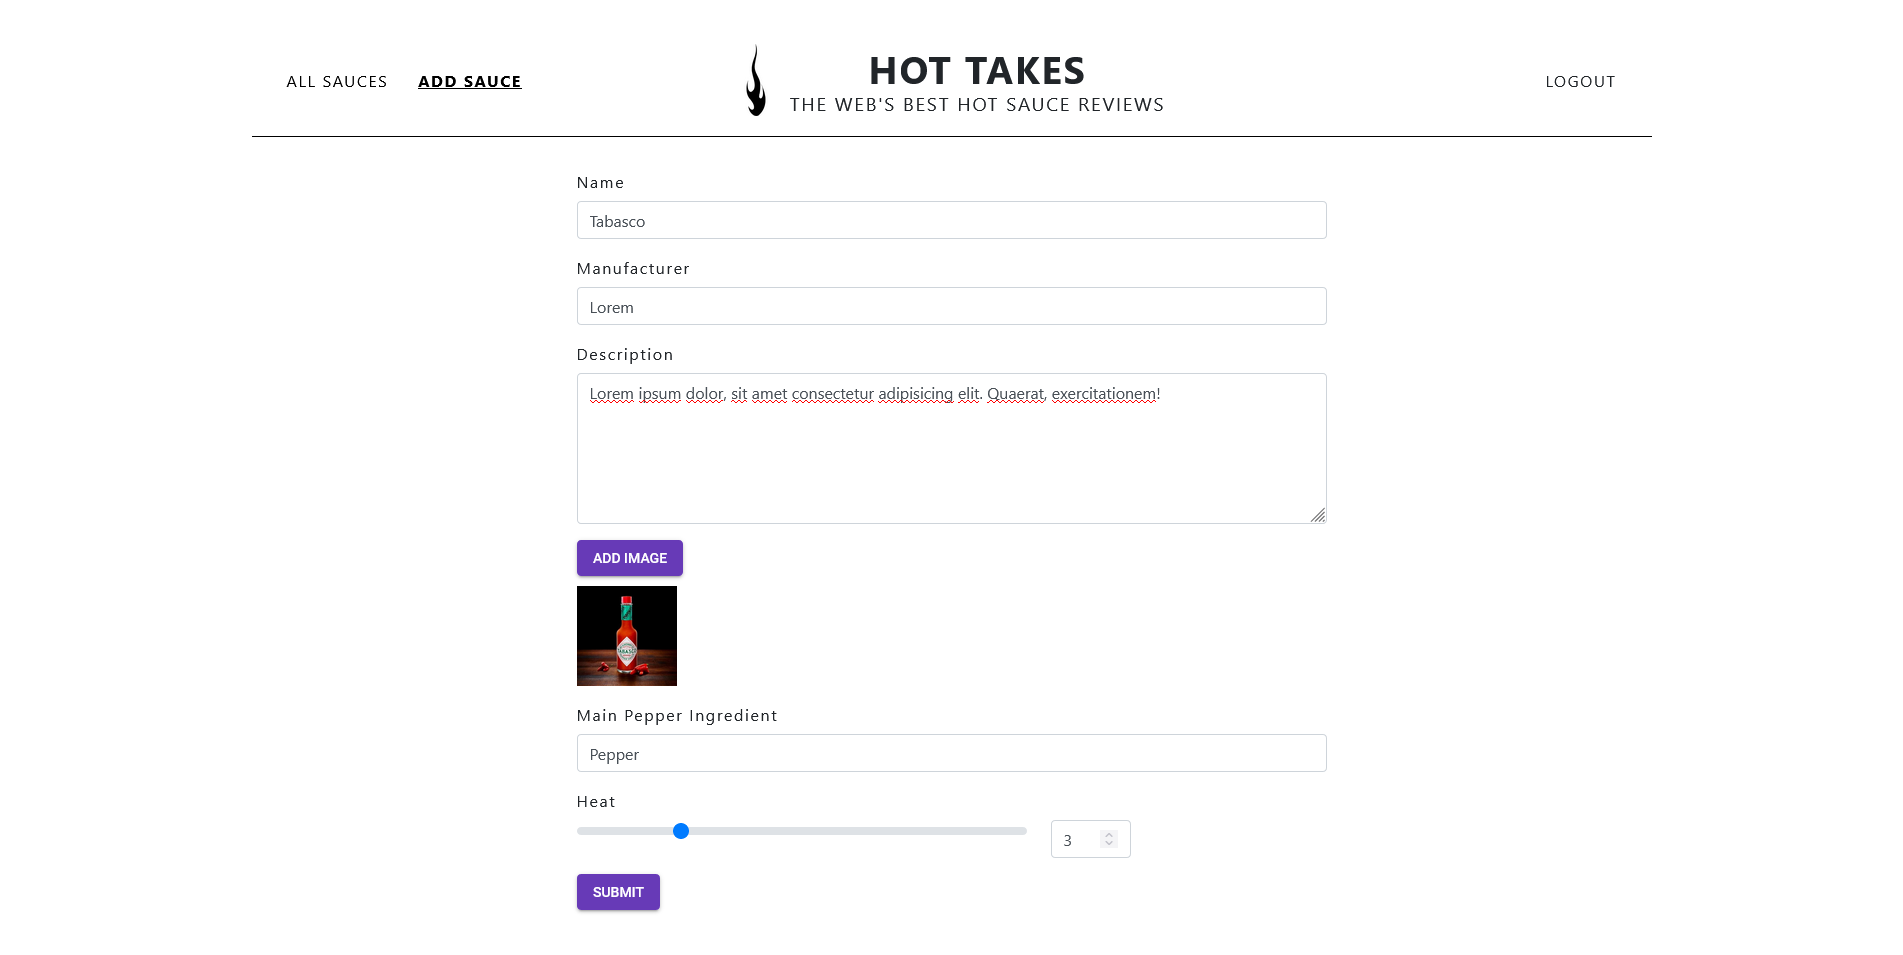 ALL SAUCES
ADD SAUCE
HOT TAKES
THE WEB'S BEST HOT SAUCE REVIEWS
LOGOUT
Name
Tabasco
Manufacturer
Lorem
Description
Lorem ipsum dolor, sit amet consectetur adipisicing elit. Quaerat, exercitationem!
ADD IMAGE
TABASCO
Main Pepper Ingredient
Pepper
Heat
3
SUBMIT